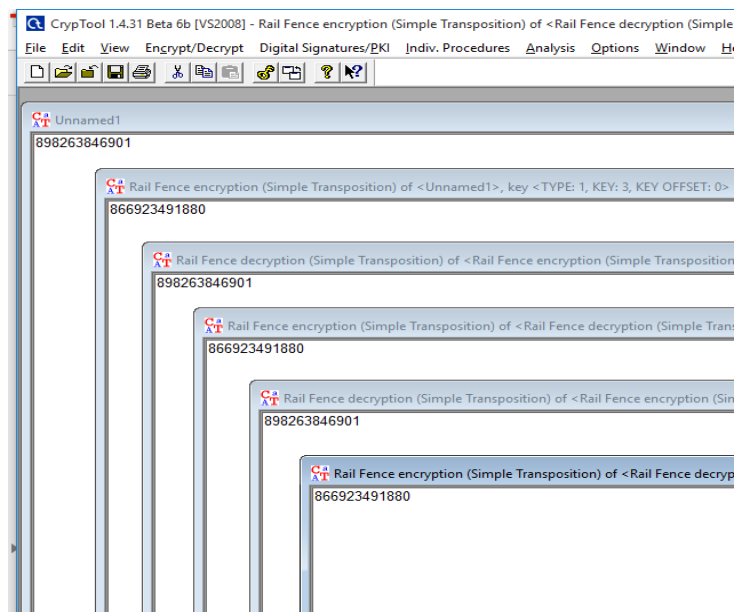 CrypTool 1.4.31 Beta 6b [VS2008] - Rail Fence encryption (Simple Transposition) of <Rail Fence decryption (Simple
File Edit View Encrypt/Decrypt Digital Signatures/PKI Indiv. Procedures Analysis Options Window
Unnamed1
898263846901
Rail Fence encryption (Simple Transposition) of <Unnamed1>, key <TYPE: 1, KEY: 3, KEY OFFSET: 0>
866923491880
Rail Fence decryption (Simple Transposition) of <Rail Fence encryption (Simple Transposition
898263846901
Rail Fence encryption (Simple Transposition) of <Rail Fence decryption (Simple
866923491880
Rail Fence decryption (Simple Transposition) of <Rail Fence encryption
898263846901
Rail Fence encryption (Simple Transposition) of <Rail Fence
866923491880